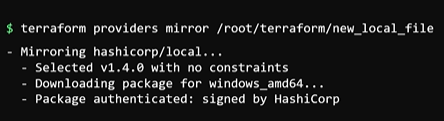 $ terraform providers mirror /root/terraform/new_local_file
- Mirroring hashicorp/local...
- Selected v1.4.0 with no constraints
- Downloading package for windows_amd64...
- Package authenticated: signed by HashiCorp